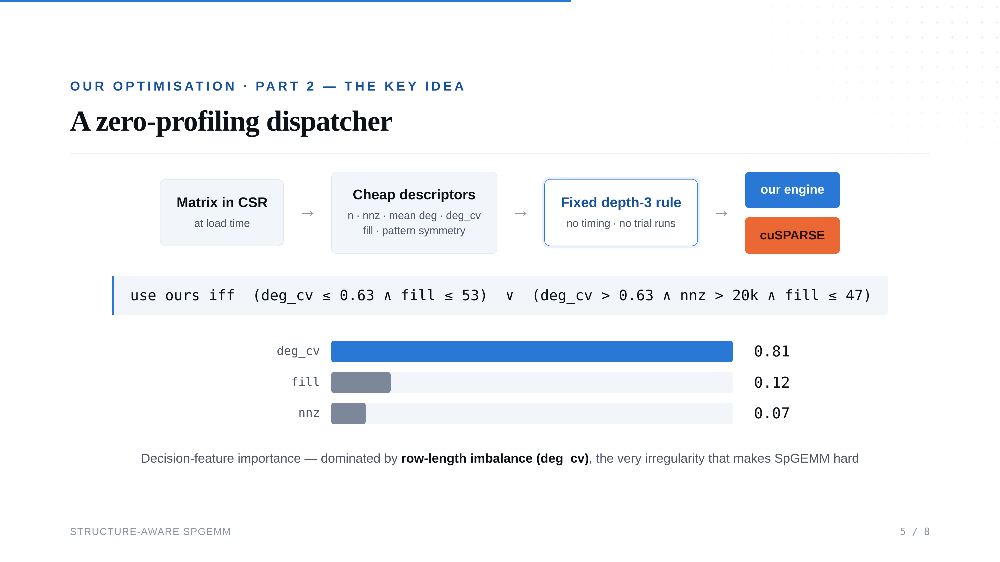 OUR OPTIMISATION · PART 2 — THE KEY IDEA
A zero-profiling dispatcher
Matrix in CSR
at load time
→
Cheap descriptors
n · nnz · mean deg · deg_cv
fill · pattern symmetry
→
Fixed depth-3 rule
no timing · no trial runs
→
our engine
cuSPARSE
use ours iff  (deg_cv ≤ 0.63 ∧ fill ≤ 53)  ∨  (deg_cv > 0.63 ∧ nnz > 20k ∧ fill ≤ 47)
deg_cv 0.81
fill 0.12
nnz 0.07
Decision-feature importance — dominated by row-length imbalance (deg_cv), the very irregularity that makes SpGEMM hard
STRUCTURE-AWARE SPGEMM
5 / 8